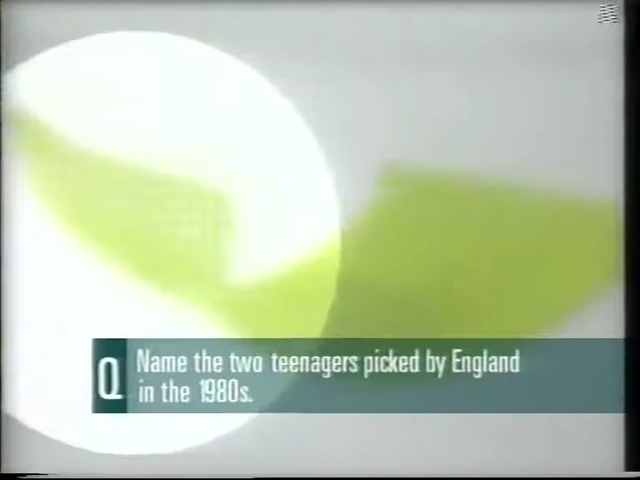 Q
Name the two teenagers picked by England
in the 1980s.